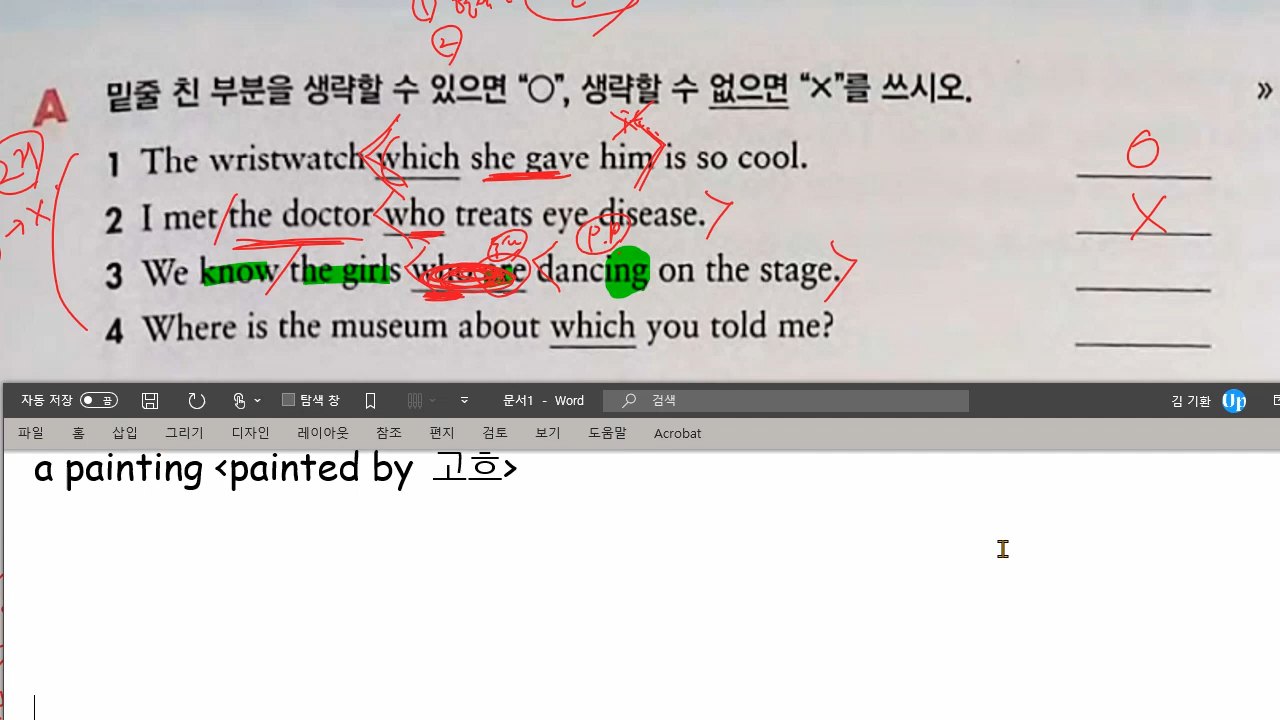 ②
A 밑줄 친 부분을 생략할 수 있으면 “○”, 생략할 수 없으면 “×”를 쓰시오. »
1 The wristwatch which she gave him is so cool. O
2 I met the doctor who treats eye disease. X
p.p
3 We know the girls who are dancing on the stage.
4 Where is the museum about which you told me?
자동 저장 끔 탐색 창 문서1 - Word 검색 김 기환 Up
파일 홈 삽입 그리기 디자인 레이아웃 참조 편지 검토 보기 도움말 Acrobat
a painting <painted by 고흐>